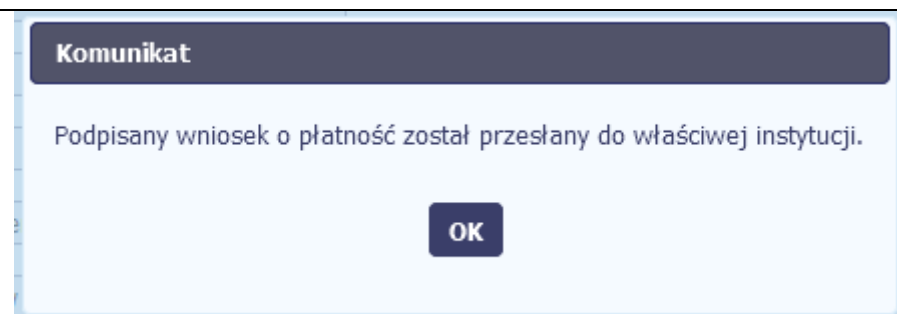 Komunikat
Podpisany wniosek o płatność został przesłany do właściwej instytucji.
OK